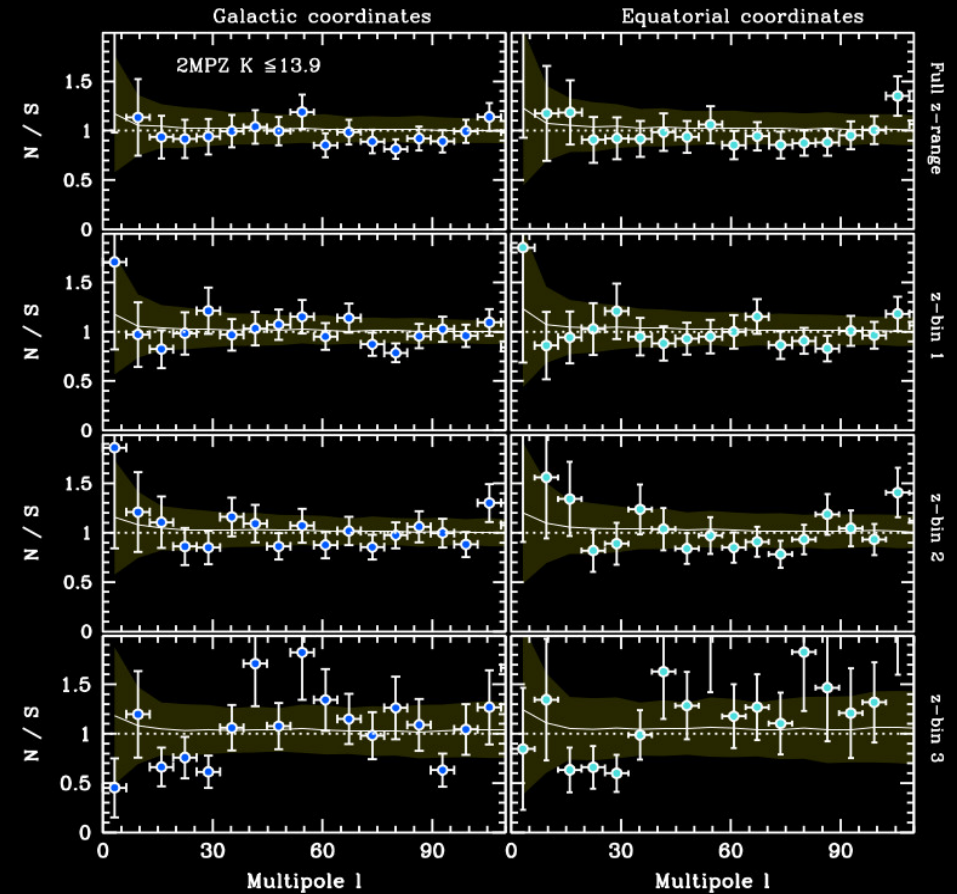 Galactic coordinates Equatorial coordinates
2MPZ K ≤13.9
N / S 1.5 1 0.5 0 Full z-range
N / S 1.5 1 0.5 0 z-bin 1
N / S 1.5 1 0.5 0 z-bin 2
N / S 1.5 1 0.5 0 z-bin 3
0 30 60 90 0 30 60 90
Multipole l Multipole l